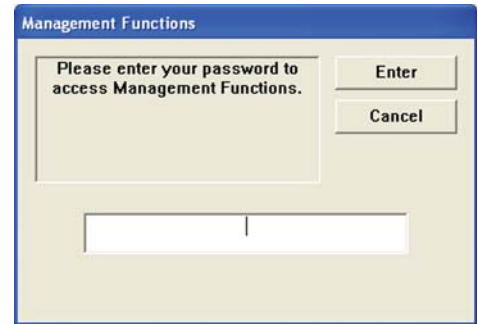 Management Functions
Please enter your password to
access Management Functions.
Enter
Cancel